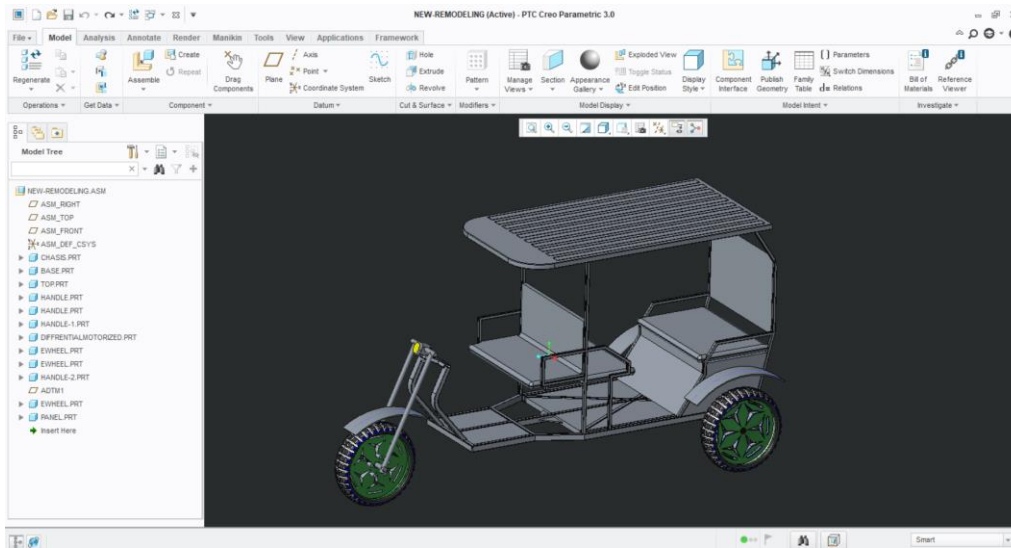 NEW-REMODELING (Active) - PTC Creo Parametric 3.0
File Model Analysis Annotate Render Manikin Tools View Applications Framework
Regenerate
Assemble
Create
Repeat
Drag Components
Plane
Axis
Point
Coordinate System
Sketch
Hole
Extrude
Revolve
Pattern
Manage Views
Section
Appearance Gallery
Exploded View
Toggle Status
Edit Position
Display Style
Component Interface
Publish Geometry
Family Table
Parameters
Switch Dimensions
d= Relations
Bill of Materials
Reference Viewer
Operations Get Data Component Datum Cut & Surface Modifiers Model Display Model Intent Investigate
Model Tree
NEW-REMODELING.ASM
ASM_RIGHT
ASM_TOP
ASM_FRONT
ASM_DEF_CSYS
CHASIS.PRT
BASE.PRT
TOP.PRT
HANDLE.PRT
HANDLE.PRT
HANDLE-1.PRT
DIFFRENTIALMOTORIZED.PRT
EWHEEL.PRT
EWHEEL.PRT
HANDLE-2.PRT
ADTM1
EWHEEL.PRT
PANEL.PRT
Insert Here
Smart